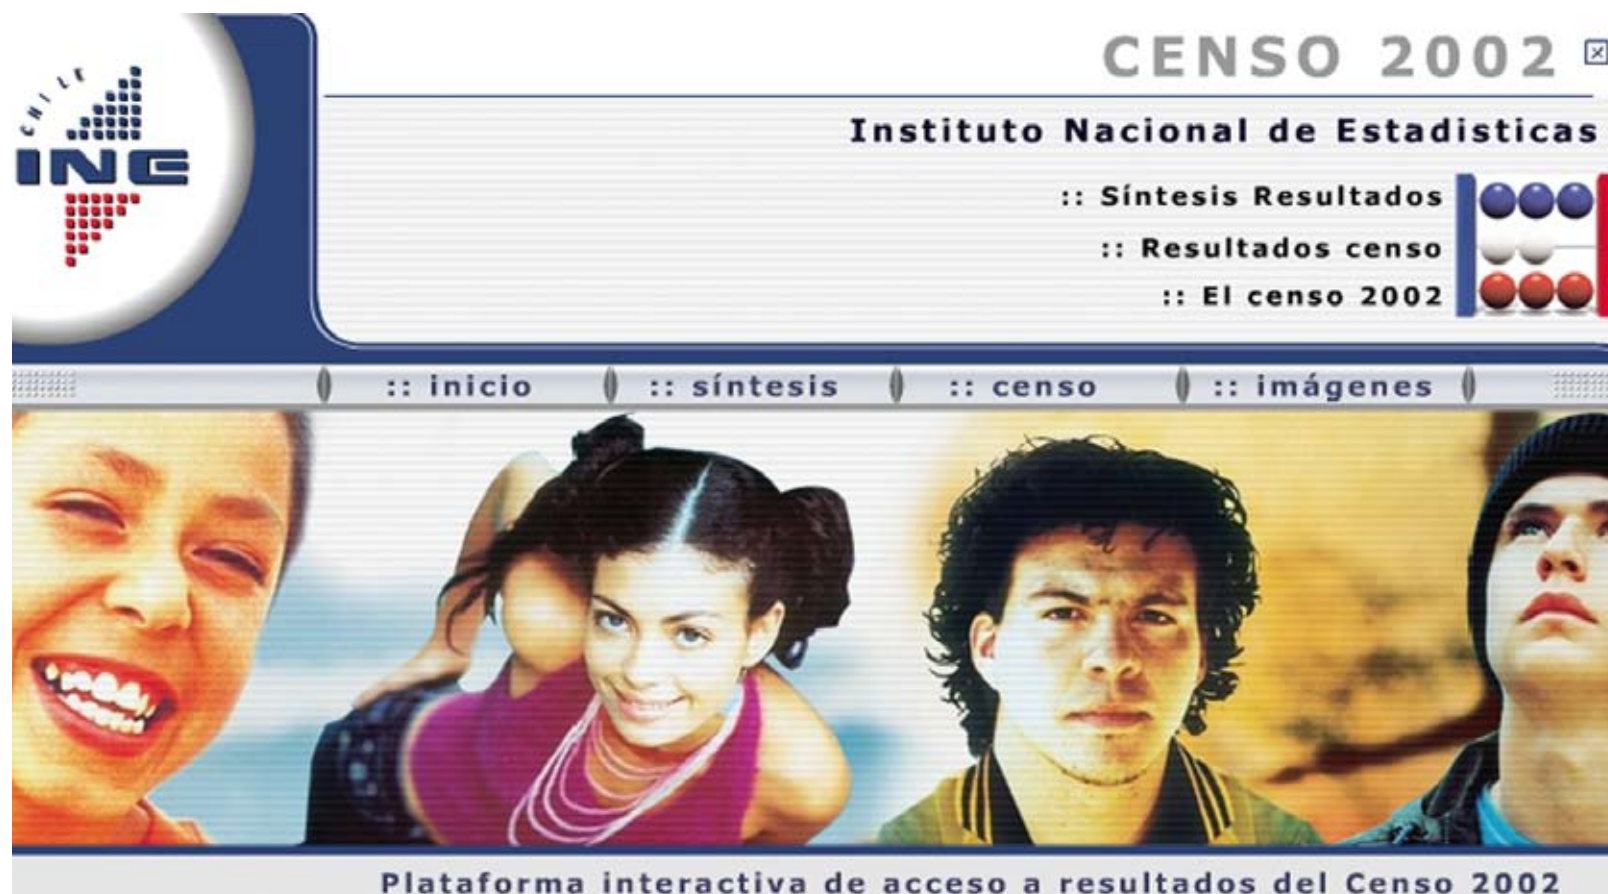 CENSO 2002
CHILE
INE
Instituto Nacional de Estadisticas
:: Síntesis Resultados
:: Resultados censo
:: El censo 2002
:: inicio :: síntesis :: censo :: imágenes
Plataforma interactiva de acceso a resultados del Censo 2002